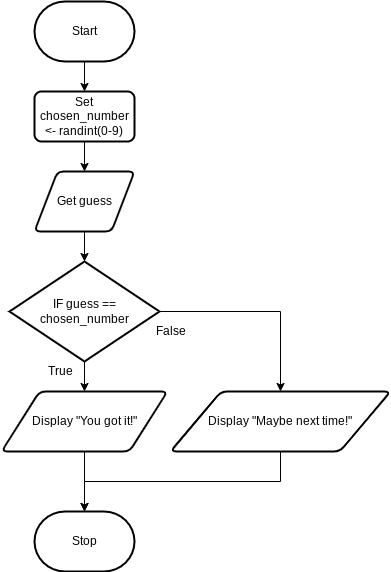 Start
Set
chosen_number
<- randint(0-9)
Get guess
IF guess ==
chosen_number
False
True
Display "You got it!"
Display "Maybe next time!"
Stop